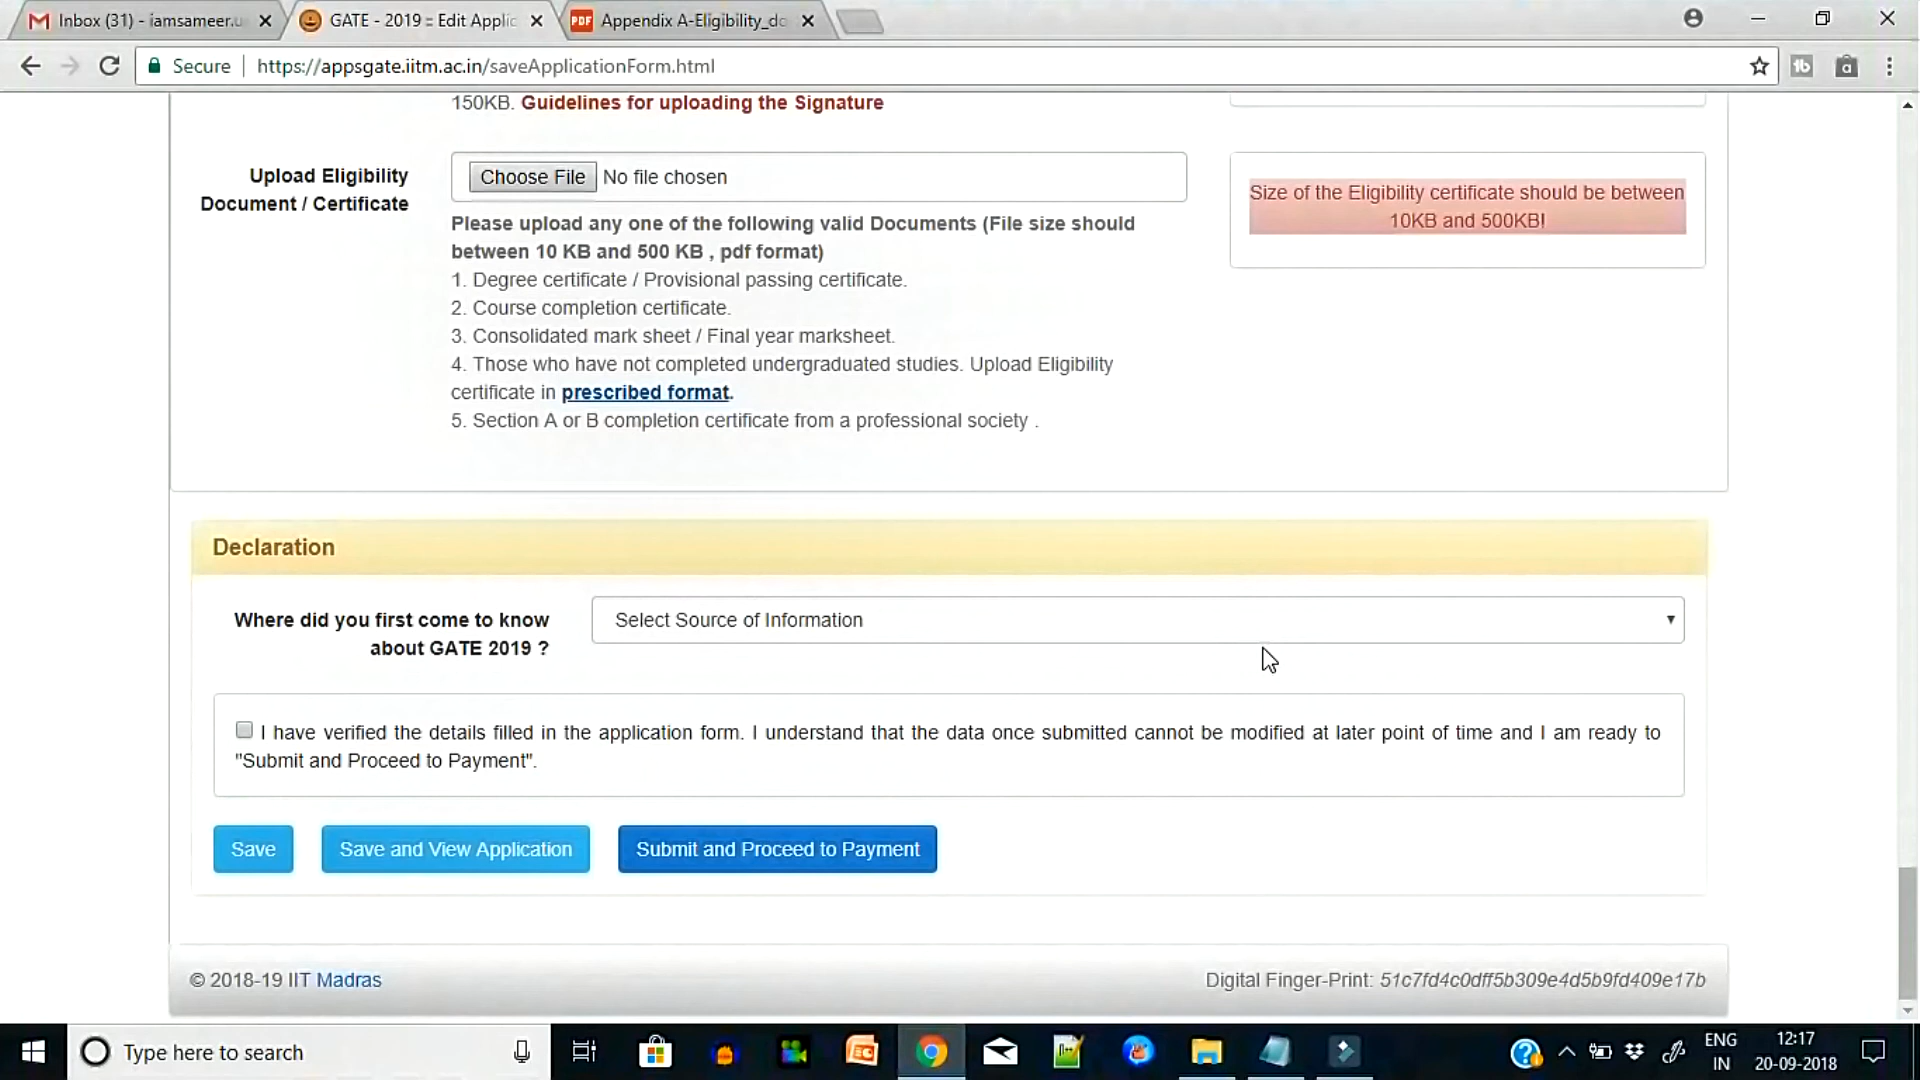 Inbox (31) - iamsameer.u
GATE - 2019 :: Edit Applic
PDF
Appendix A-Eligibility_do
Secure
https://appsgate.iitm.ac.in/saveApplicationForm.html
150KB. Guidelines for uploading the Signature
Upload Eligibility
Document / Certificate
Choose File No file chosen
Size of the Eligibility certificate should be between
10KB and 500KB!
Please upload any one of the following valid Documents (File size should
between 10 KB and 500 KB , pdf format)
1. Degree certificate / Provisional passing certificate.
2. Course completion certificate.
3. Consolidated mark sheet / Final year marksheet.
4. Those who have not completed undergraduated studies. Upload Eligibility
certificate in prescribed format.
5. Section A or B completion certificate from a professional society .
Declaration
Where did you first come to know
about GATE 2019 ?
Select Source of Information
I have verified the details filled in the application form. I understand that the data once submitted cannot be modified at later point of time and I am ready to
"Submit and Proceed to Payment".
Save
Save and View Application
Submit and Proceed to Payment
© 2018-19 IIT Madras
Digital Finger-Print: 51c7fd4c0dff5b309e4d5b9fd409e17b
Type here to search
ENG
IN
12:17
20-09-2018